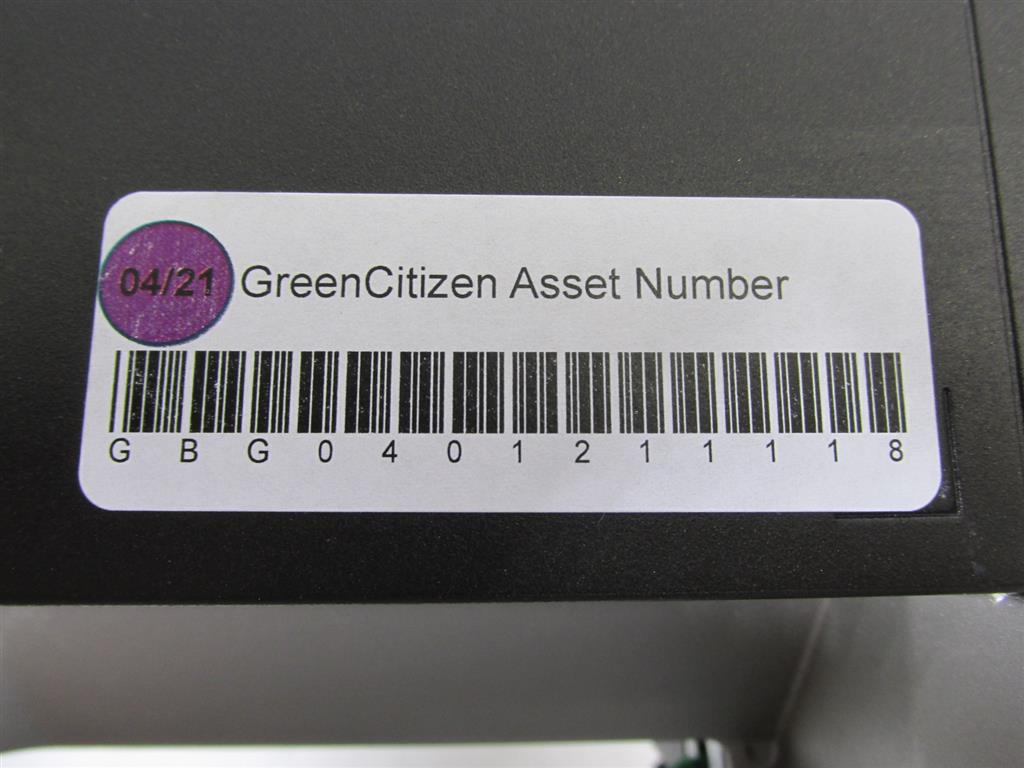 04/21 GreenCitizen Asset Number
G B G 0 4 0 1 2 1 1 1 1 8